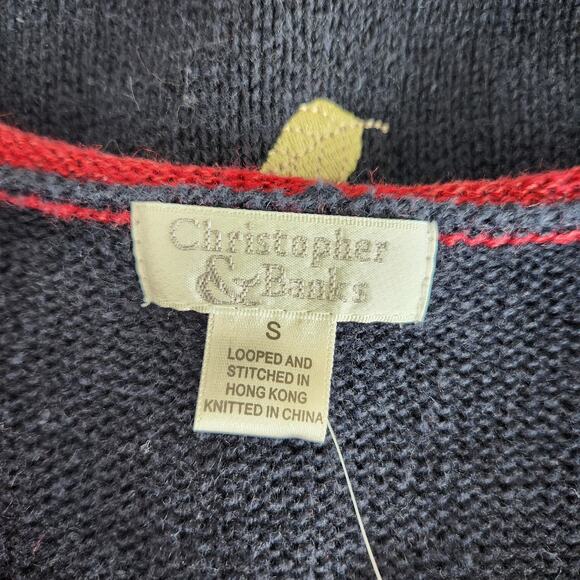 Christopher
& Banks
S
LOOPED AND
STITCHED IN
HONG KONG
KNITTED IN CHINA